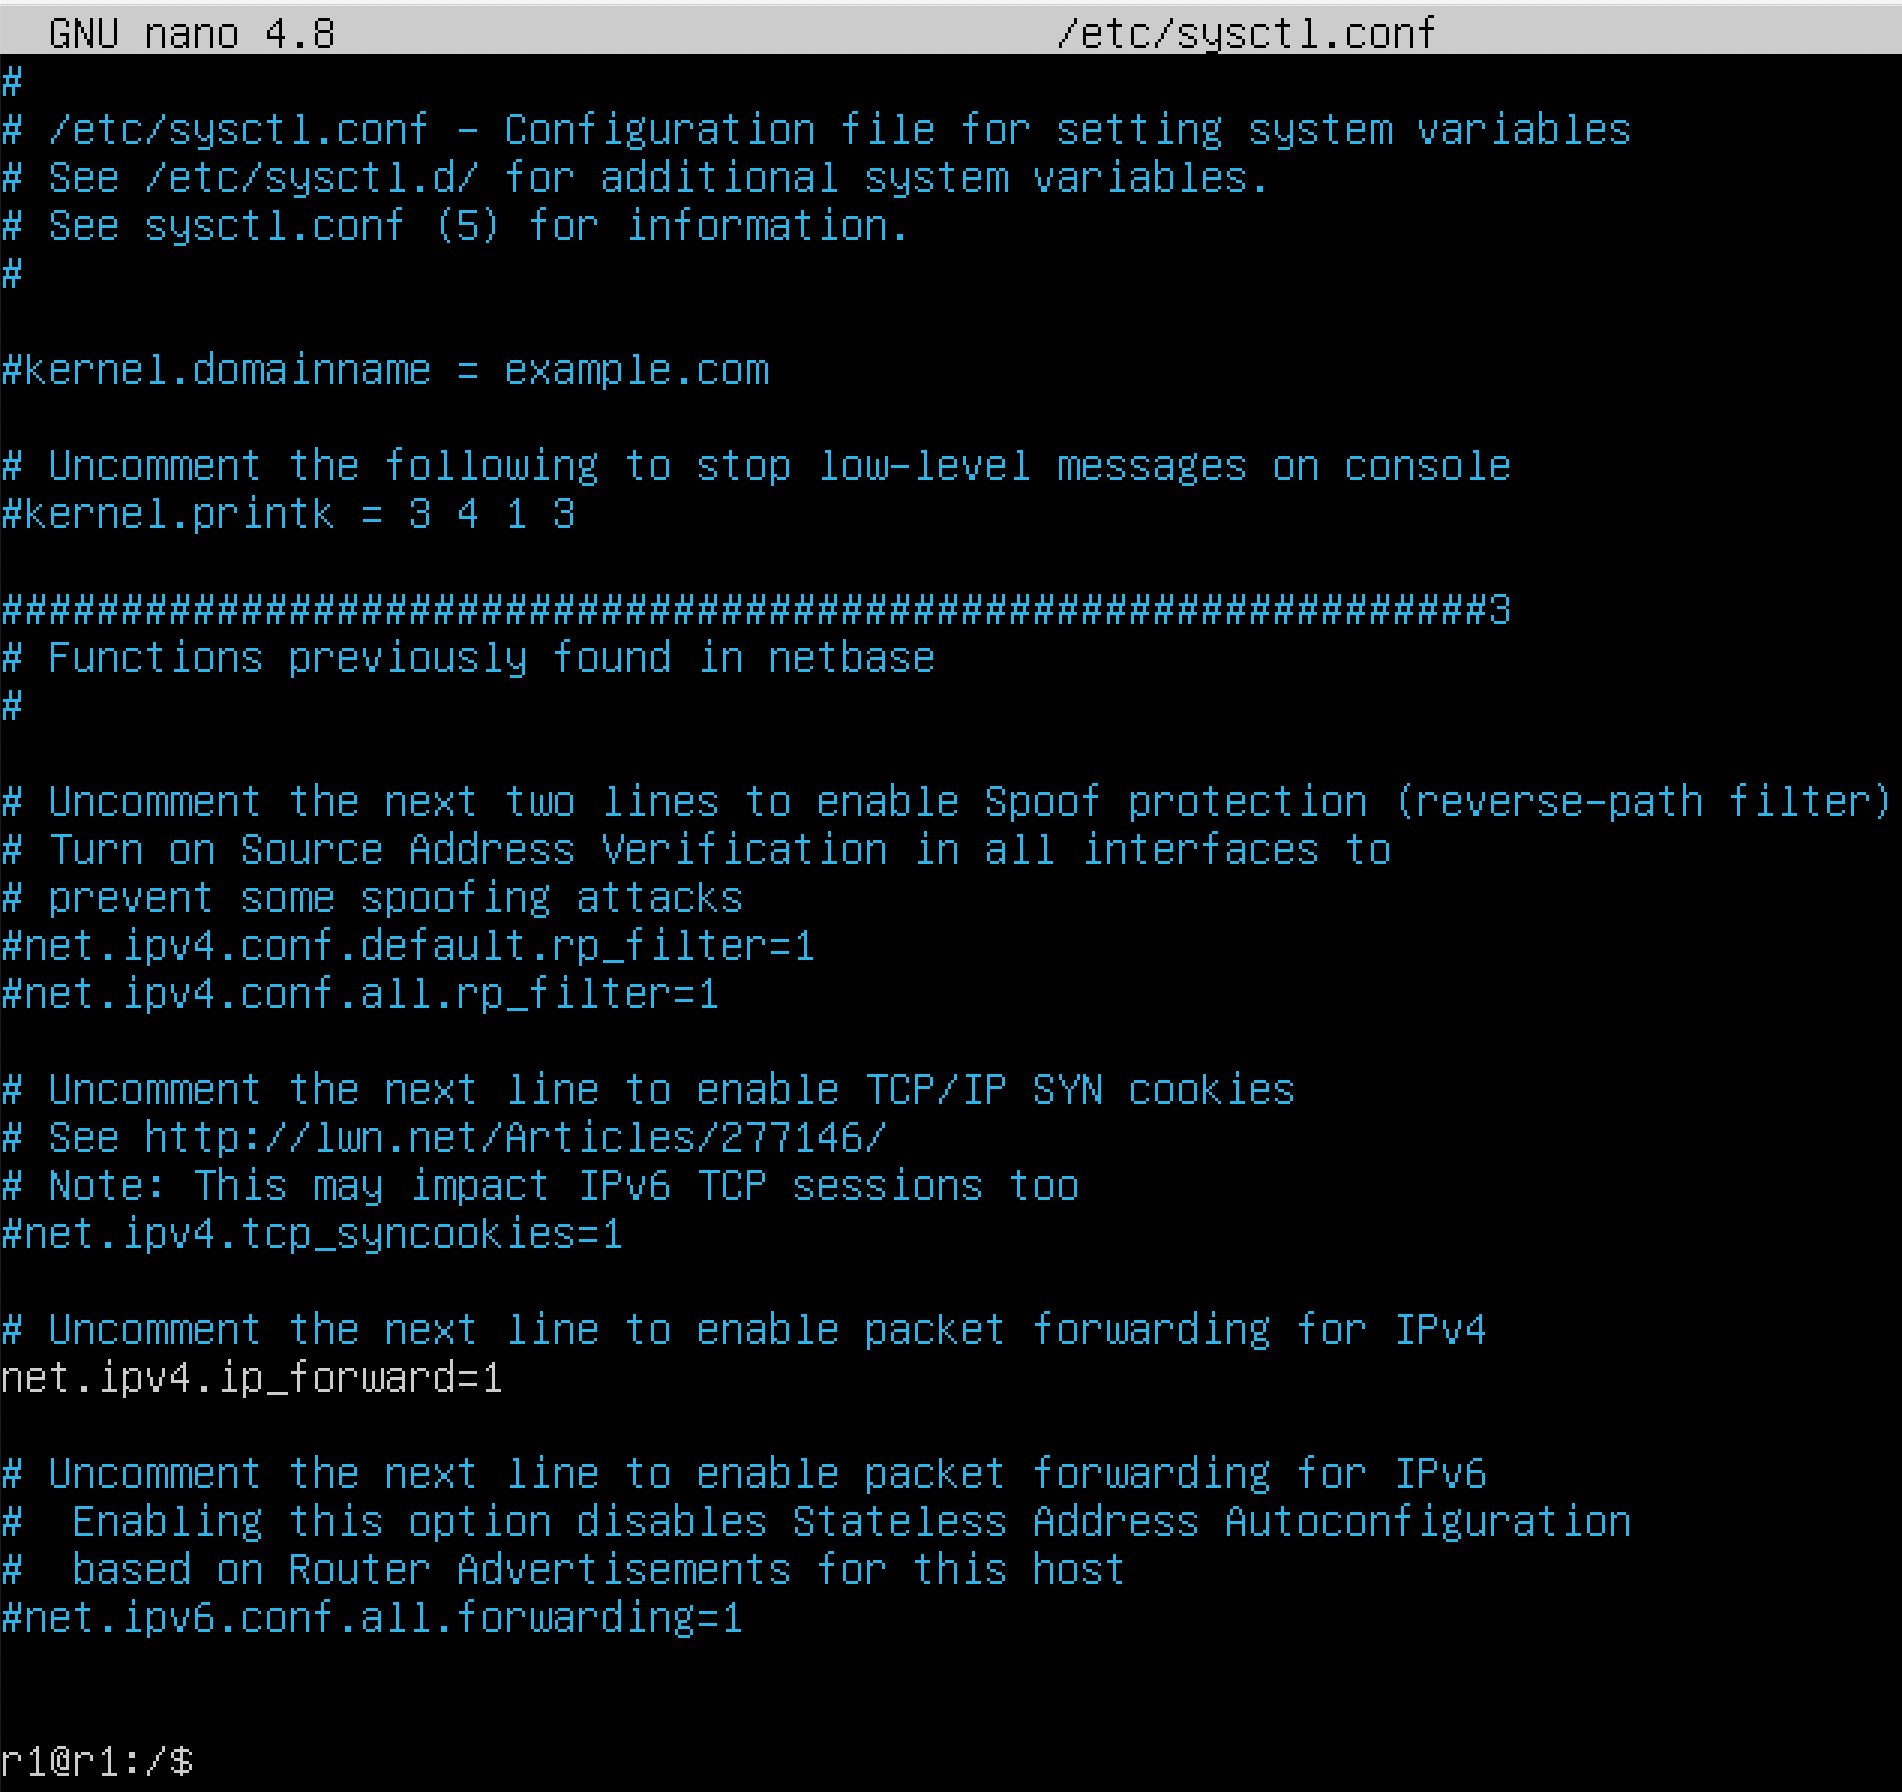 GNU nano 4.8 /etc/sysctl.conf
#
# /etc/sysctl.conf - Configuration file for setting system variables
# See /etc/sysctl.d/ for additional system variables.
# See sysctl.conf (5) for information.
#
#kernel.domainname = example.com
# Uncomment the following to stop low-level messages on console
#kernel.printk = 3 4 1 3
##############################################################3
# Functions previously found in netbase
#
# Uncomment the next two lines to enable Spoof protection (reverse-path filter)
# Turn on Source Address Verification in all interfaces to
# prevent some spoofing attacks
#net.ipv4.conf.default.rp_filter=1
#net.ipv4.conf.all.rp_filter=1
# Uncomment the next line to enable TCP/IP SYN cookies
# See http://lwn.net/Articles/277146/
# Note: This may impact IPv6 TCP sessions too
#net.ipv4.tcp_syncookies=1
# Uncomment the next line to enable packet forwarding for IPv4
net.ipv4.ip_forward=1
# Uncomment the next line to enable packet forwarding for IPv6
#  Enabling this option disables Stateless Address Autoconfiguration
#  based on Router Advertisements for this host
#net.ipv6.conf.all.forwarding=1
r1@r1:/$